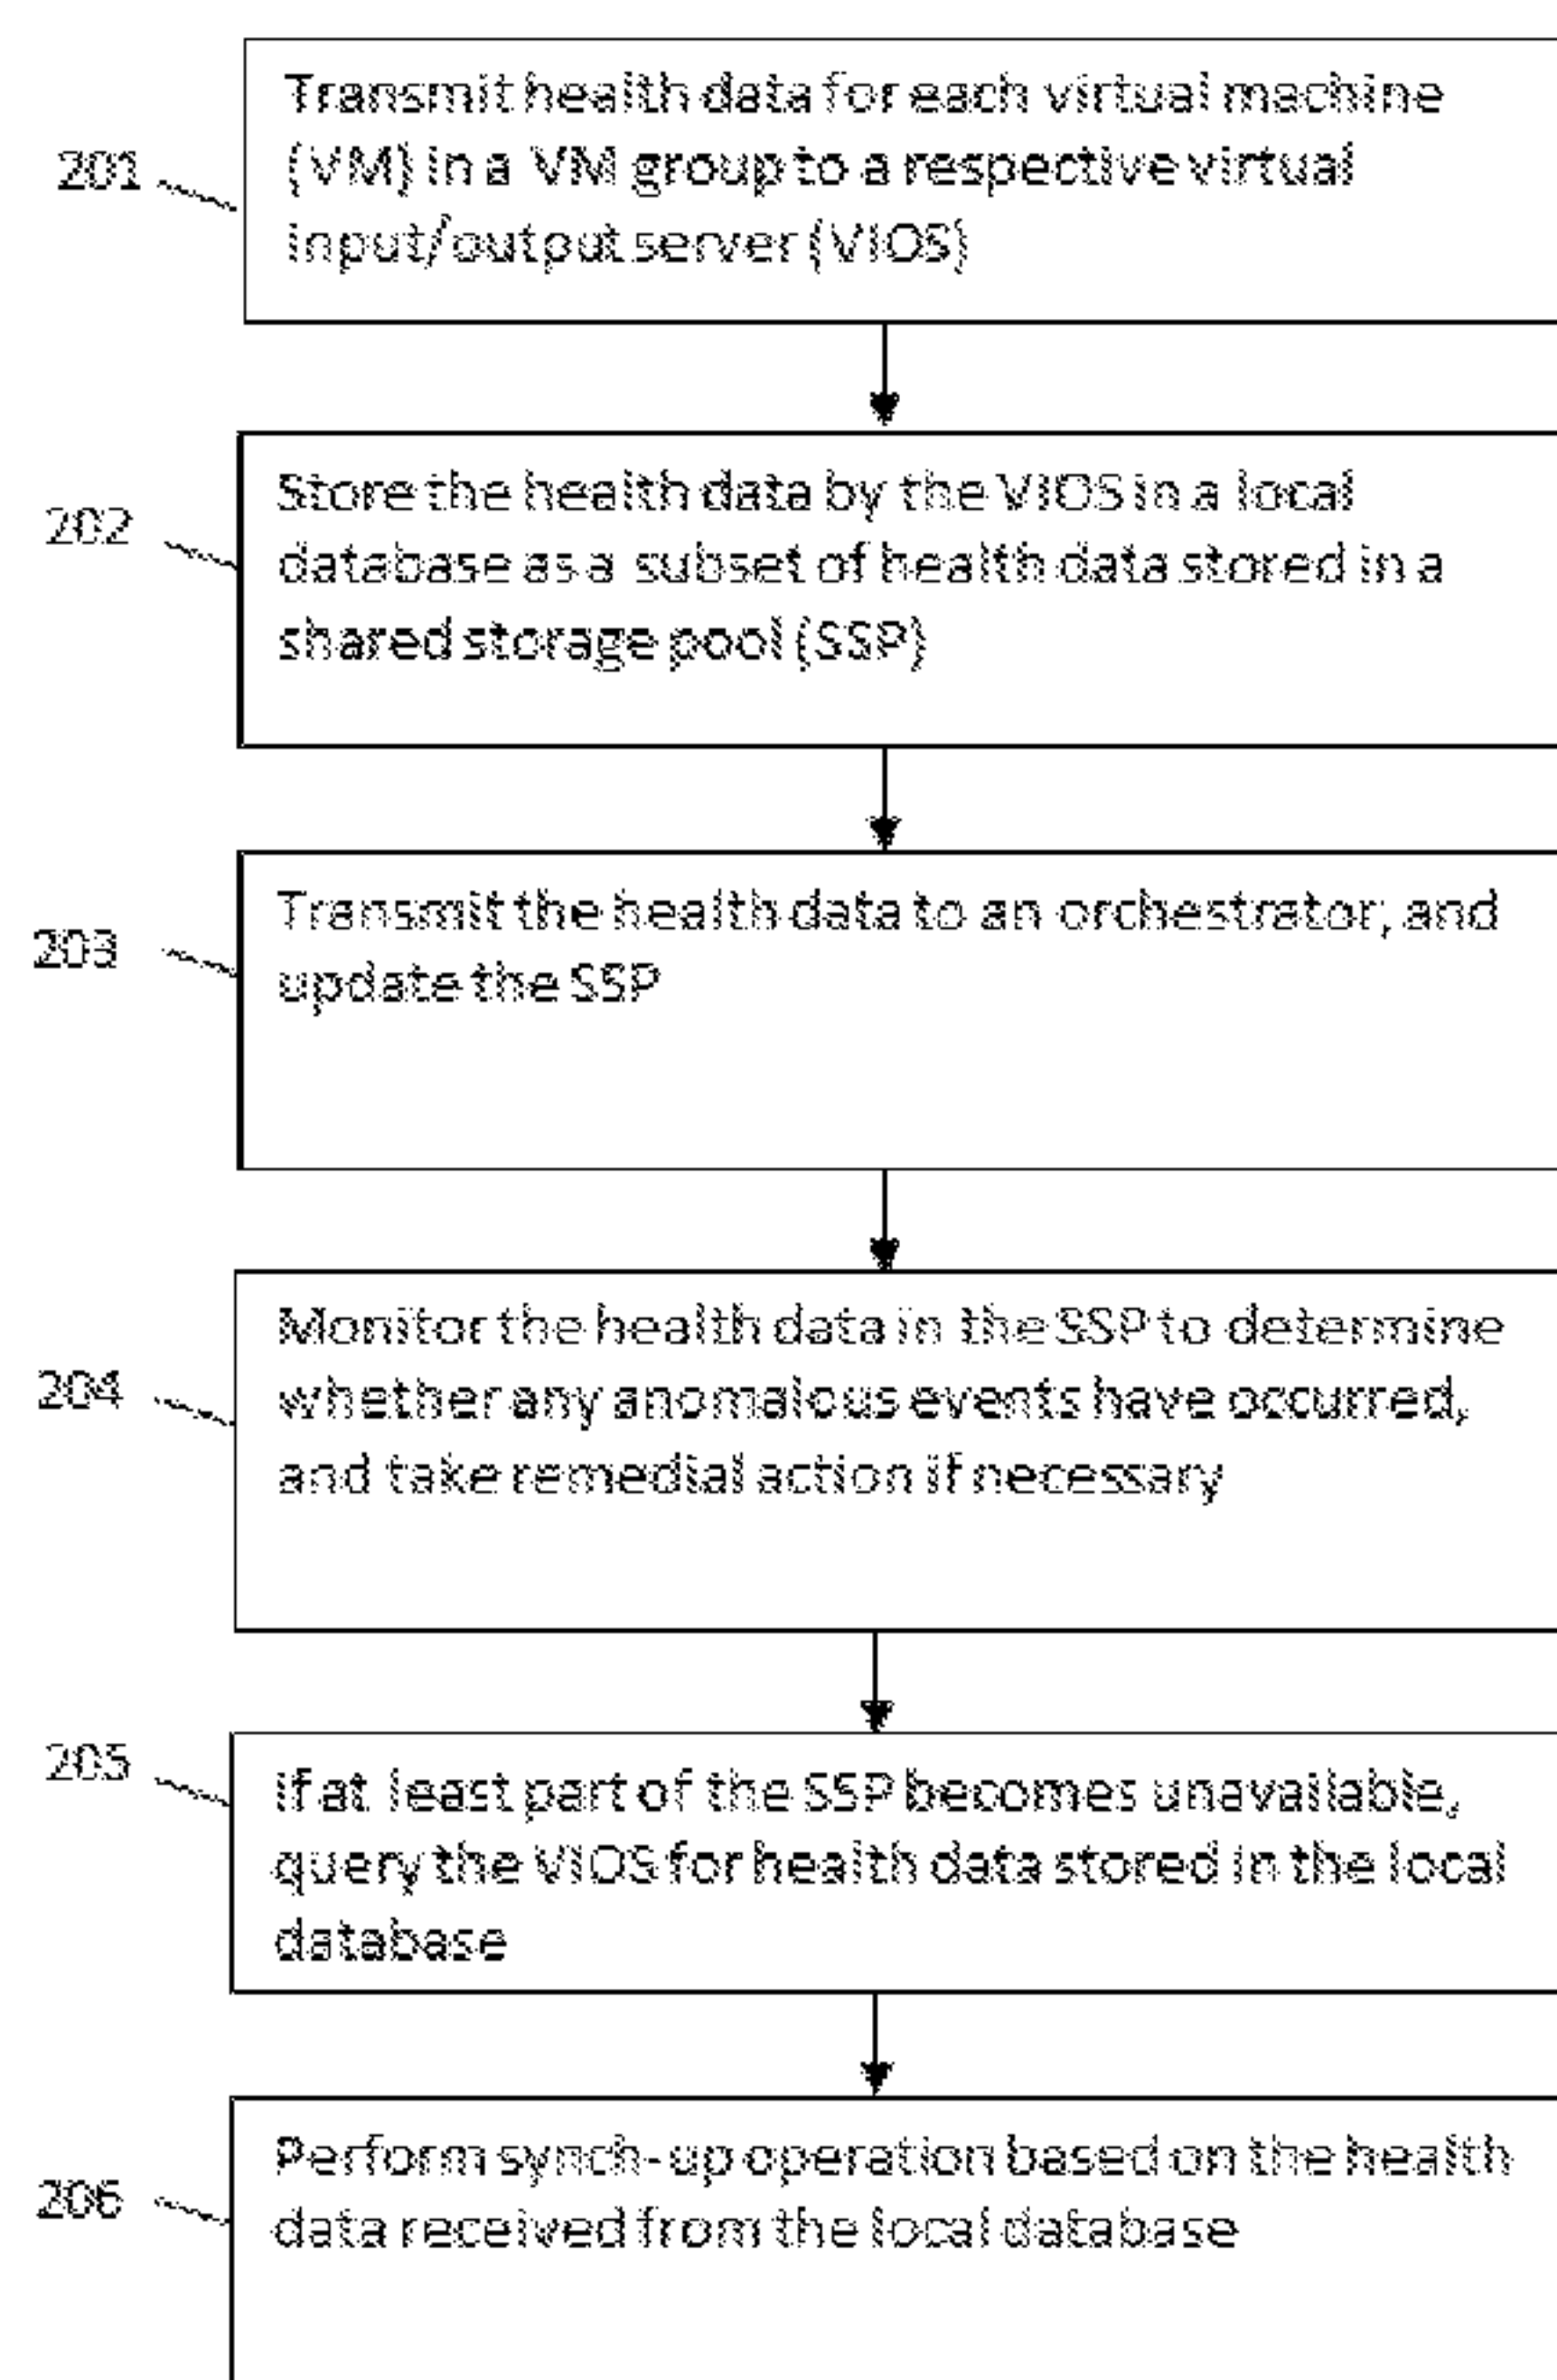 Transmit health data for each virtual machine
201
(VM) in a VM group to a respective virtual
input/output server (VIOS)
Store the health data by the VIOS in a local
202
database as a subset of health data stored in a
shared storage pool (SSP)
Transmit the health data to an orchestrator, and
203
update the SSP
Monitor the health data in the SSP to determine
204
whether any anomalous events have occurred,
and take remedial action if necessary
205
If at least part of the SSP becomes unavailable,
query the VIOS for health data stored in the local
database
Perform synch-up operation based on the health
206
data received from the local database